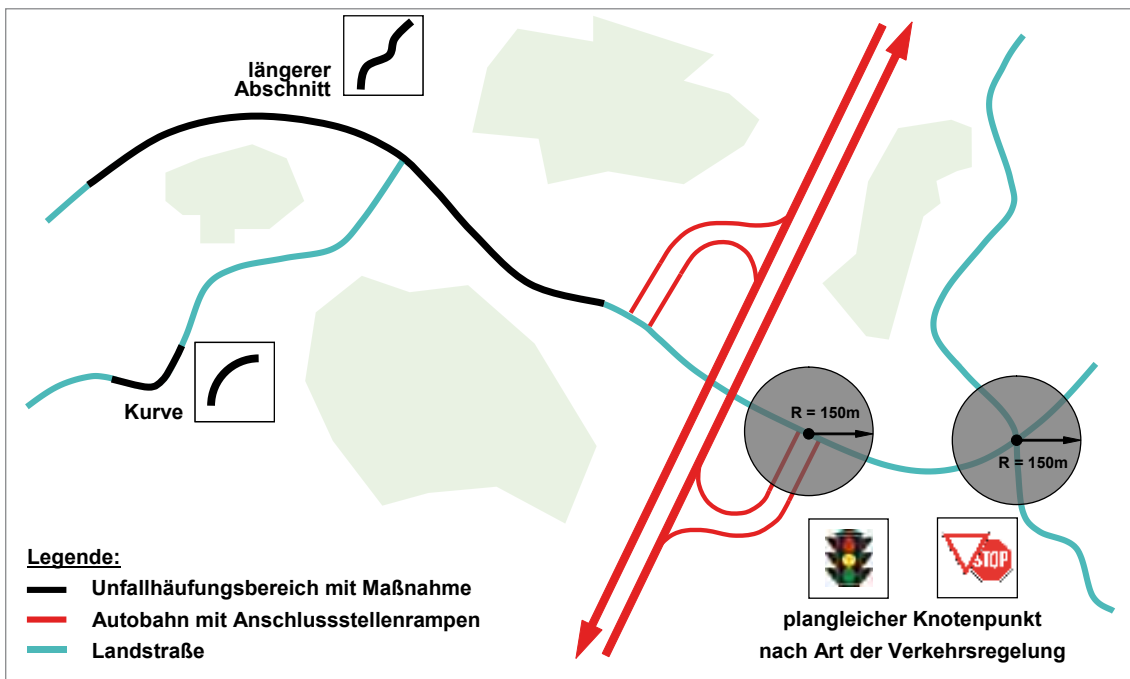 längerer
Abschnitt
Kurve
R = 150m
R = 150m
STOP
Legende:
Unfallhäufungsbereich mit Maßnahme
Autobahn mit Anschlussstellenrampen
Landstraße
plangleicher Knotenpunkt
nach Art der Verkehrsregelung